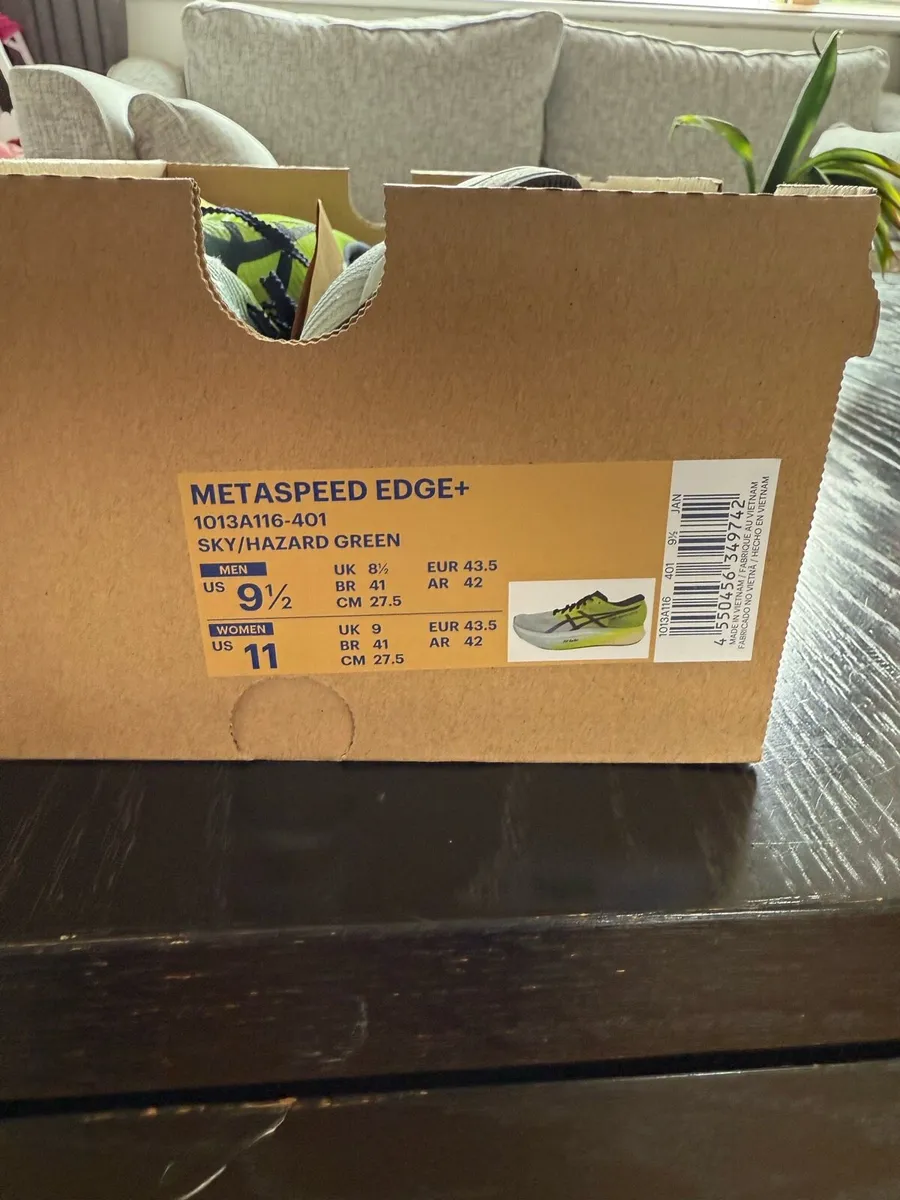 METASPEED EDGE+
1013A116-401
SKY/HAZARD GREEN
MEN
US 9½
UK 8½
EUR 43.5
BR 41
AR 42
CM 27.5
WOMEN
US 11
UK 9
EUR 43.5
BR 41
AR 42
CM 27.5
1013A116 401 9½ JAN
4 550456 349742
MADE IN VIETNAM / FABRIQUE AU VIETNAM
FABRICADO NO VIETNÃ / HECHO EN VIETNAM